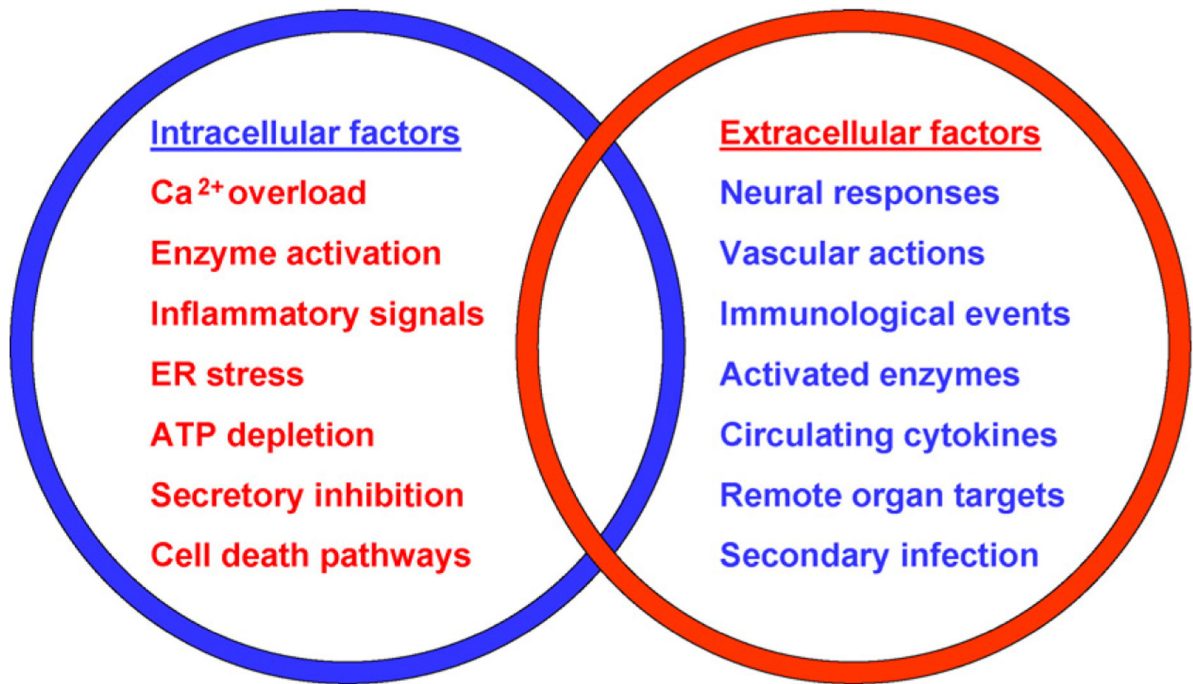 Intracellular factors
Ca²⁺ overload
Enzyme activation
Inflammatory signals
ER stress
ATP depletion
Secretory inhibition
Cell death pathways
Extracellular factors
Neural responses
Vascular actions
Immunological events
Activated enzymes
Circulating cytokines
Remote organ targets
Secondary infection